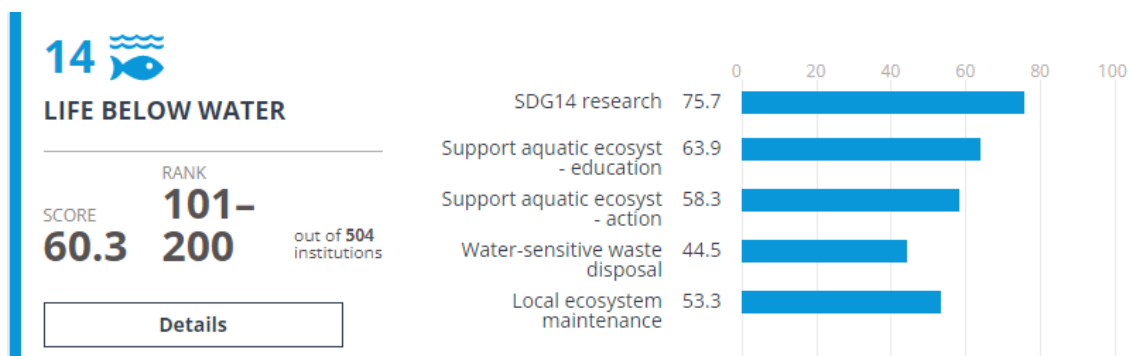 14
LIFE BELOW WATER
SCORE
60.3
RANK
101–
200
out of 504
institutions
Details
0 20 40 60 80 100
SDG14 research 75.7
Support aquatic ecosyst 63.9
- education
Support aquatic ecosyst 58.3
- action
Water-sensitive waste 44.5
disposal
Local ecosystem 53.3
maintenance